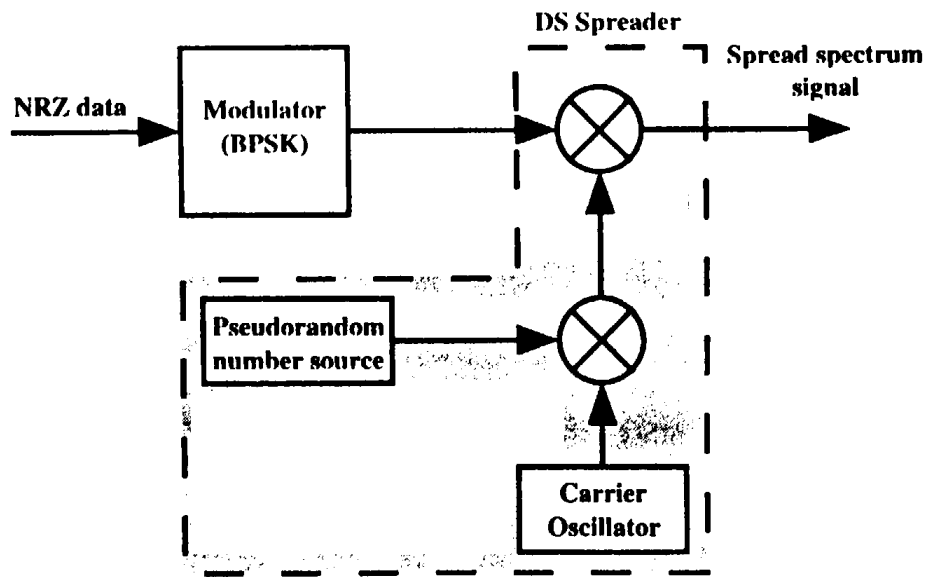 DS Spreader
Spread spectrum
signal
NRZ data
Modulator
(BPSK)
Pseudorandom
number source
Carrier
Oscillator